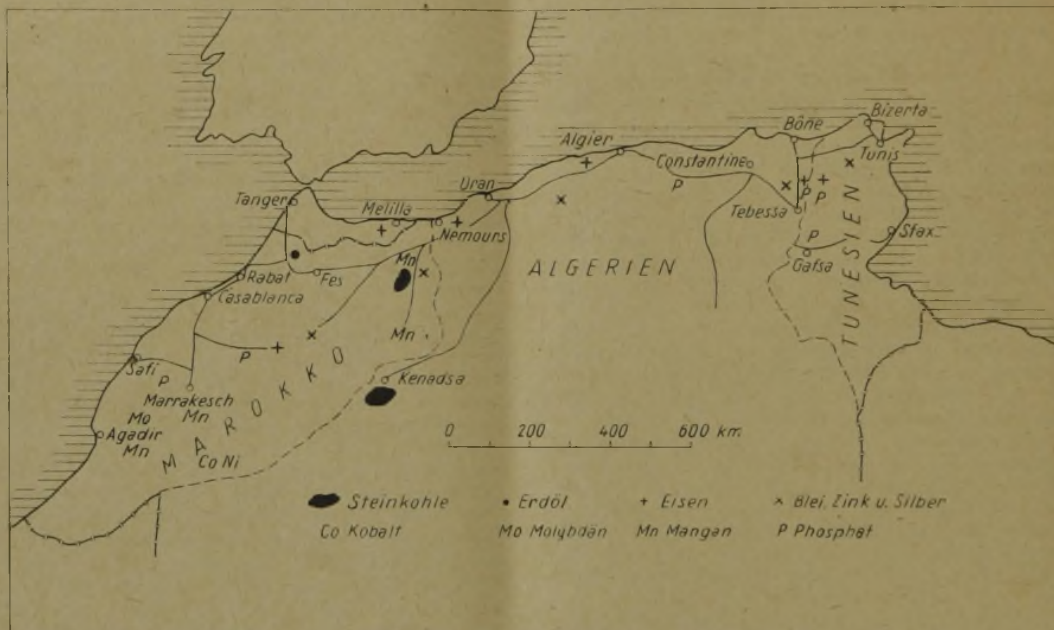 Bizerta
Bône
Algier
Tunis
Constantine
P
Uran
Tanger
Melilla
P
P
Tebessa
Nemours
P
Sfax
Gafsa
ALGERIEN
TUNESIEN
Rabat
Fes
Mn
Casablanca
Mn
P
Safi
P
Kenadsa
Marrakesch
Mo
Mn
Agadir
Mn
MAROKKO
Co Ni
0 200 400 600 km.
Steinkohle Erdöl Eisen Blei, Zink u. Silber
Co Kobalt Mo Molybdän Mn Mangan P Phosphat